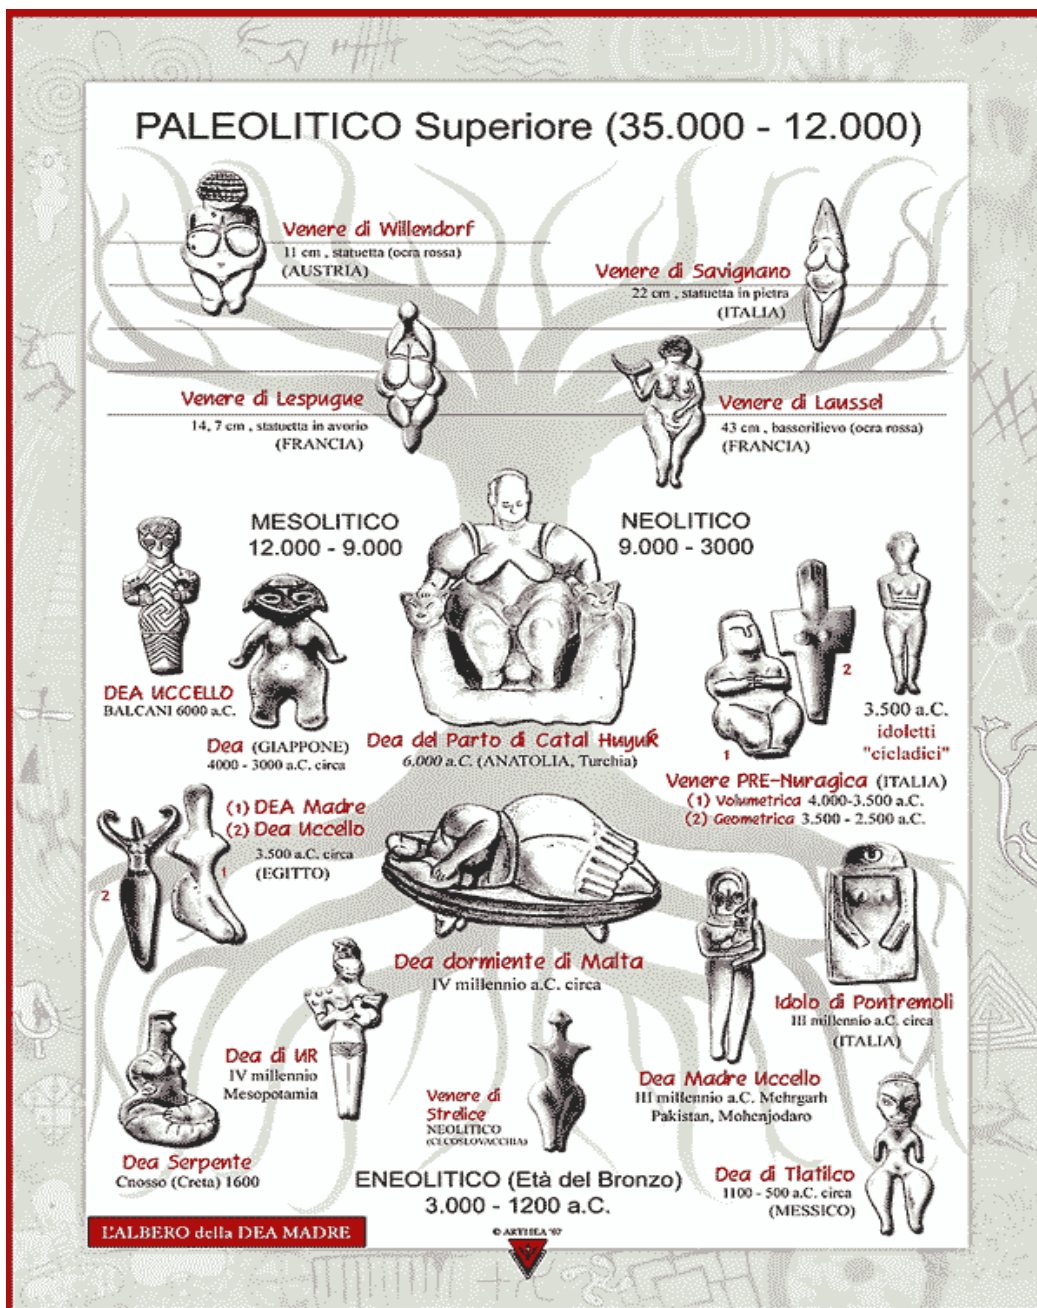 PALEOLITICO Superiore (35.000 - 12.000)
Venere di Willendorf
11 cm , statuetta (ocra rossa)
(AUSTRIA)
Venere di Savignano
22 cm , statuetta in pietra
(ITALIA)
Venere di Lespugue
14, 7 cm , statuetta in avorio
(FRANCIA)
Venere di Laussel
43 cm , bassorilievo (ocra rossa)
(FRANCIA)
MESOLITICO
12.000 - 9.000
NEOLITICO
9.000 - 3000
DEA UCCELLO
BALCANI 6000 a.C.
Dea (GIAPPONE)
4000 - 3000 a.C. circa
Dea del Parto di Catal Huyuk
6.000 a.C. (ANATOLIA, Turchia)
1
2
Venere PRE-Nuragica (ITALIA)
(1) Volumetrica 4.000-3.500 a.C.
(2) Geometrica 3.500 - 2.500 a.C.
3.500 a.C.
idoletti
"cicladici"
(1) DEA Madre
(2) Dea Uccello
3.500 a.C. circa
(EGITTO)
2
1
Dea dormiente di Malta
IV millennio a.C. circa
Idolo di Pontremoli
III millennio a.C. circa
(ITALIA)
Dea di UR
IV millennio
Mesopotamia
Venere di
Strelice
NEOLITICO
(CECOSLOVACCHIA)
Dea Madre Uccello
III millennio a.C. Mehrgarh
Pakistan, Mohenjodaro
Dea Serpente
Cnosso (Creta) 1600
Dea di Tlatilco
1100 - 500 a.C. circa
(MESSICO)
ENEOLITICO (Età del Bronzo)
3.000 - 1200 a.C.
L'ALBERO della DEA MADRE